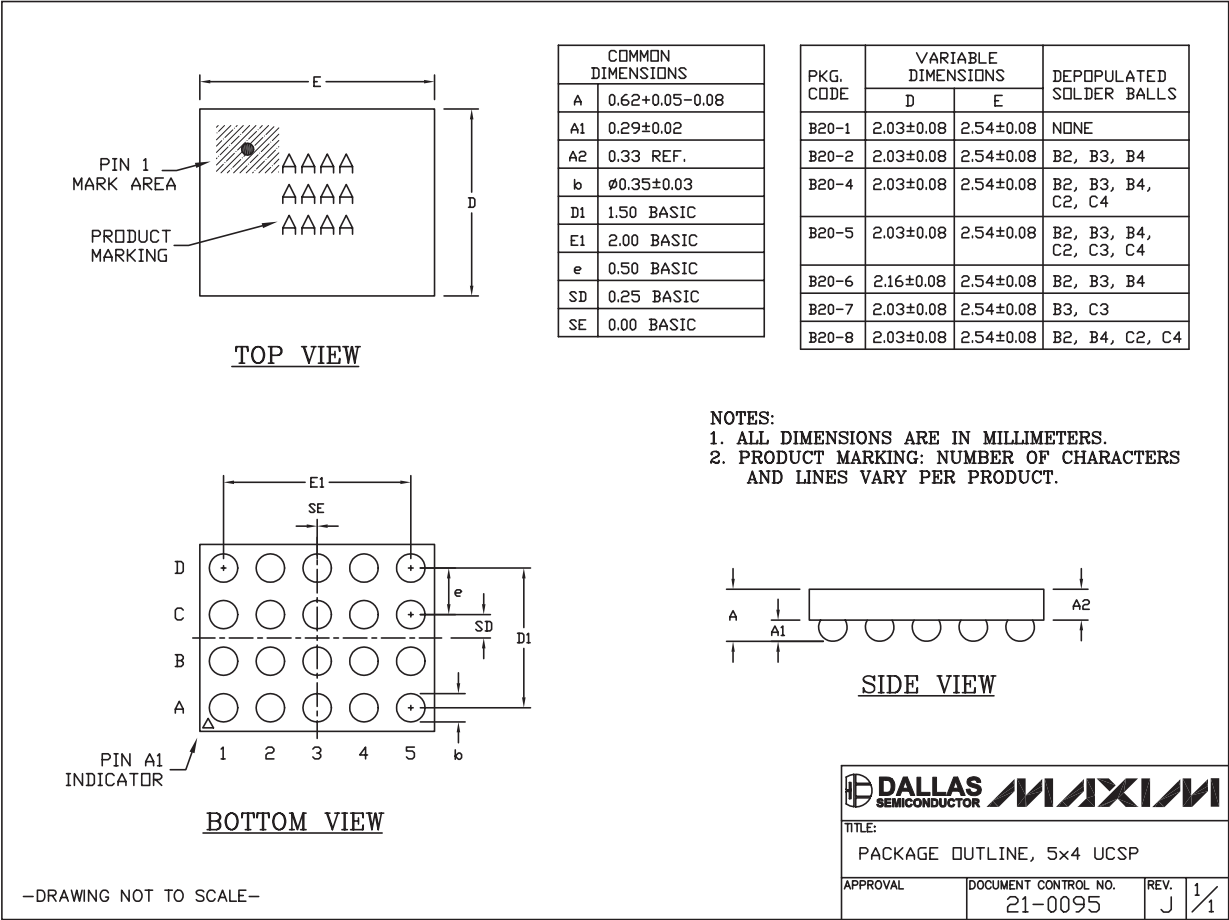 E
PIN 1
MARK AREA
PRODUCT
MARKING
AAAA
AAAA
AAAA
D
TOP VIEW
COMMON
DIMENSIONS
A 0.62+0.05-0.08
A1 0.29±0.02
A2 0.33 REF.
b ø0.35±0.03
D1 1.50 BASIC
E1 2.00 BASIC
e 0.50 BASIC
SD 0.25 BASIC
SE 0.00 BASIC
PKG. CODE
VARIABLE DIMENSIONS
D E
DEPOPULATED SOLDER BALLS
B20-1 2.03±0.08 2.54±0.08 NONE
B20-2 2.03±0.08 2.54±0.08 B2, B3, B4
B20-4 2.03±0.08 2.54±0.08 B2, B3, B4,
C2, C4
B20-5 2.03±0.08 2.54±0.08 B2, B3, B4,
C2, C3, C4
B20-6 2.16±0.08 2.54±0.08 B2, B3, B4
B20-7 2.03±0.08 2.54±0.08 B3, C3
B20-8 2.03±0.08 2.54±0.08 B2, B4, C2, C4
NOTES:
1. ALL DIMENSIONS ARE IN MILLIMETERS.
2. PRODUCT MARKING: NUMBER OF CHARACTERS
AND LINES VARY PER PRODUCT.
E1
SE
D
C
B
A
e
SD
D1
1 2 3 4 5 b
PIN A1
INDICATOR
BOTTOM VIEW
A
A1
A2
SIDE VIEW
DALLAS
SEMICONDUCTOR
MAXIM
TITLE:
PACKAGE OUTLINE, 5x4 UCSP
APPROVAL
DOCUMENT CONTROL NO.
21-0095
REV.
J
1/1
-DRAWING NOT TO SCALE-